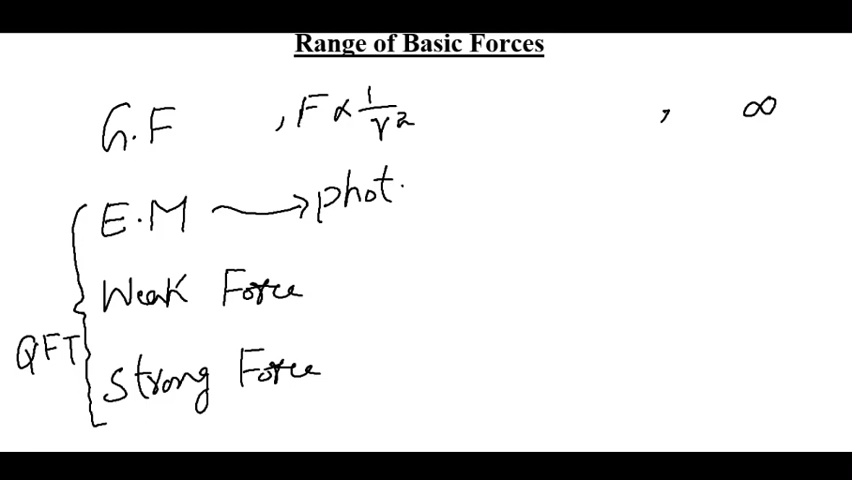 Range of Basic Forces
G.F , F ∝ 1/r² , ∞
E.M → phot.
Weak Force
QFT
Strong Force